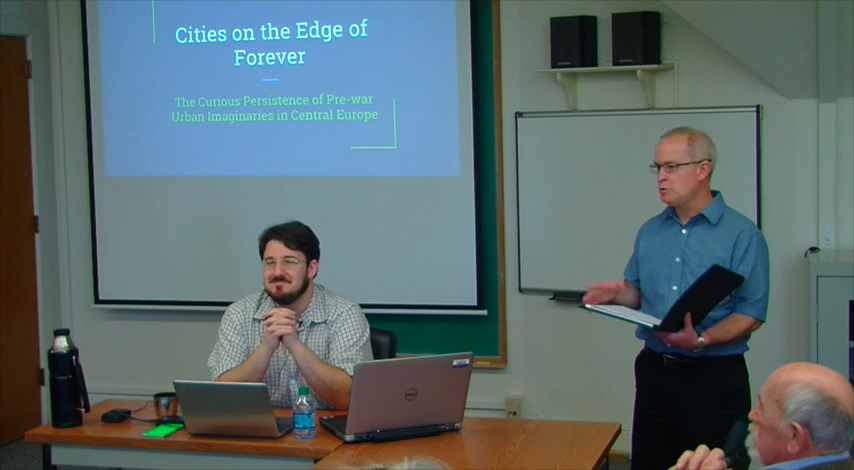 Cities on the Edge of
Forever
The Curious Persistence of Pre-war
Urban Imaginaries in Central Europe
DELL